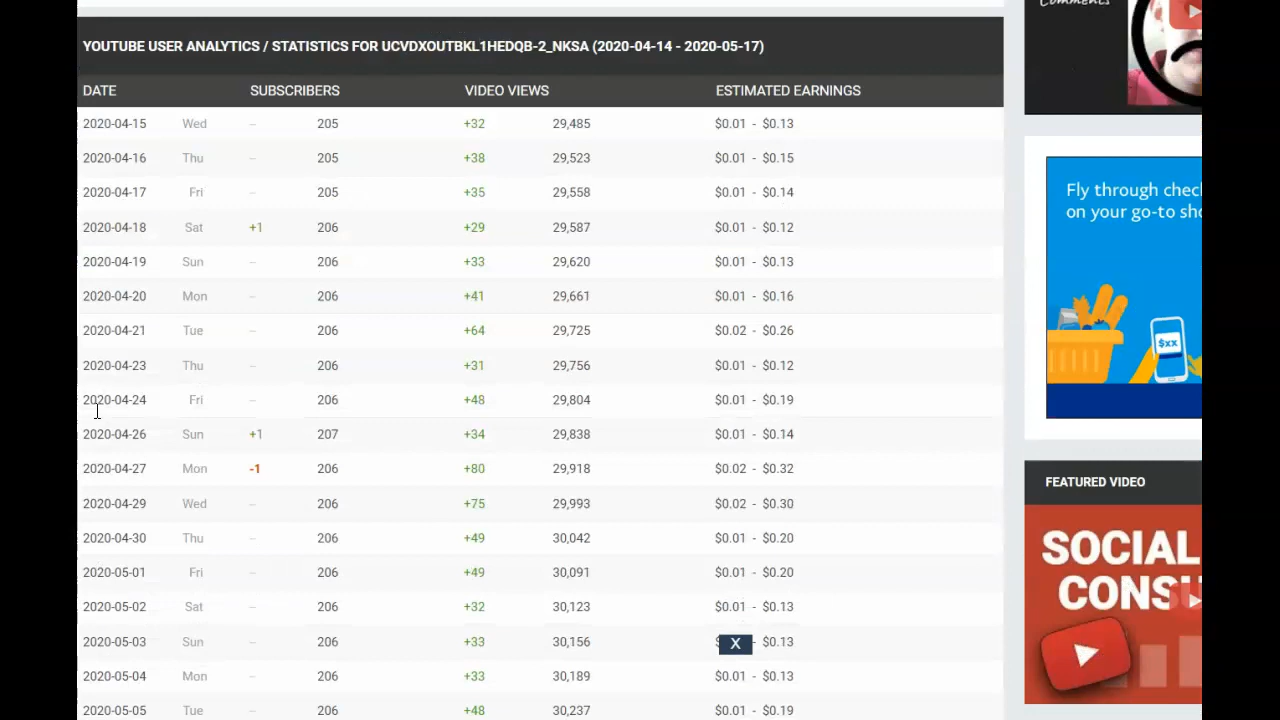 Comments
YOUTUBE USER ANALYTICS / STATISTICS FOR UCVDXOUTBKL1HEDQB-2_NKSA (2020-04-14 - 2020-05-17)
DATE SUBSCRIBERS VIDEO VIEWS ESTIMATED EARNINGS
2020-04-15 Wed -- 205 +32 29,485 $0.01 - $0.13
2020-04-16 Thu -- 205 +38 29,523 $0.01 - $0.15
2020-04-17 Fri -- 205 +35 29,558 $0.01 - $0.14
2020-04-18 Sat +1 206 +29 29,587 $0.01 - $0.12
2020-04-19 Sun -- 206 +33 29,620 $0.01 - $0.13
2020-04-20 Mon -- 206 +41 29,661 $0.01 - $0.16
2020-04-21 Tue -- 206 +64 29,725 $0.02 - $0.26
2020-04-23 Thu -- 206 +31 29,756 $0.01 - $0.12
2020-04-24 Fri -- 206 +48 29,804 $0.01 - $0.19
2020-04-26 Sun +1 207 +34 29,838 $0.01 - $0.14
2020-04-27 Mon -1 206 +80 29,918 $0.02 - $0.32
2020-04-29 Wed -- 206 +75 29,993 $0.02 - $0.30
2020-04-30 Thu -- 206 +49 30,042 $0.01 - $0.20
2020-05-01 Fri -- 206 +49 30,091 $0.01 - $0.20
2020-05-02 Sat -- 206 +32 30,123 $0.01 - $0.13
2020-05-03 Sun -- 206 +33 30,156 X - $0.13
2020-05-04 Mon -- 206 +33 30,189 $0.01 - $0.13
2020-05-05 Tue -- 206 +48 30,237 $0.01 - $0.19
Fly through chec
on your go-to sho
$xx
FEATURED VIDEO
SOCIAL
CONS